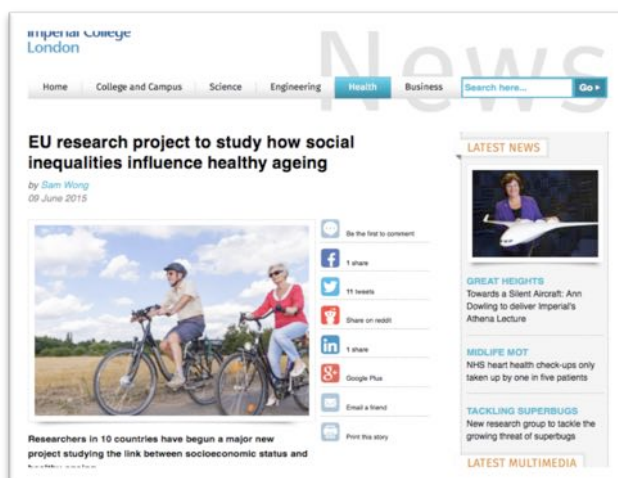 Imperial College
London
News
Home
College and Campus
Science
Engineering
Health
Business
Search here...
Go
EU research project to study how social
inequalities influence healthy ageing
by Sam Wong
09 June 2015
Be the first to comment
1 share
11 tweets
Share on reddit
1 share
Google Plus
Email a friend
Print this story
Researchers in 10 countries have begun a major new
project studying the link between socioeconomic status and
healthy ageing
LATEST NEWS
GREAT HEIGHTS
Towards a Silent Aircraft: Ann
Dowling to deliver Imperial's
Athena Lecture
MIDLIFE MOT
NHS heart health check-ups only
taken up by one in five patients
TACKLING SUPERBUGS
New research group to tackle the
growing threat of superbugs
LATEST MULTIMEDIA